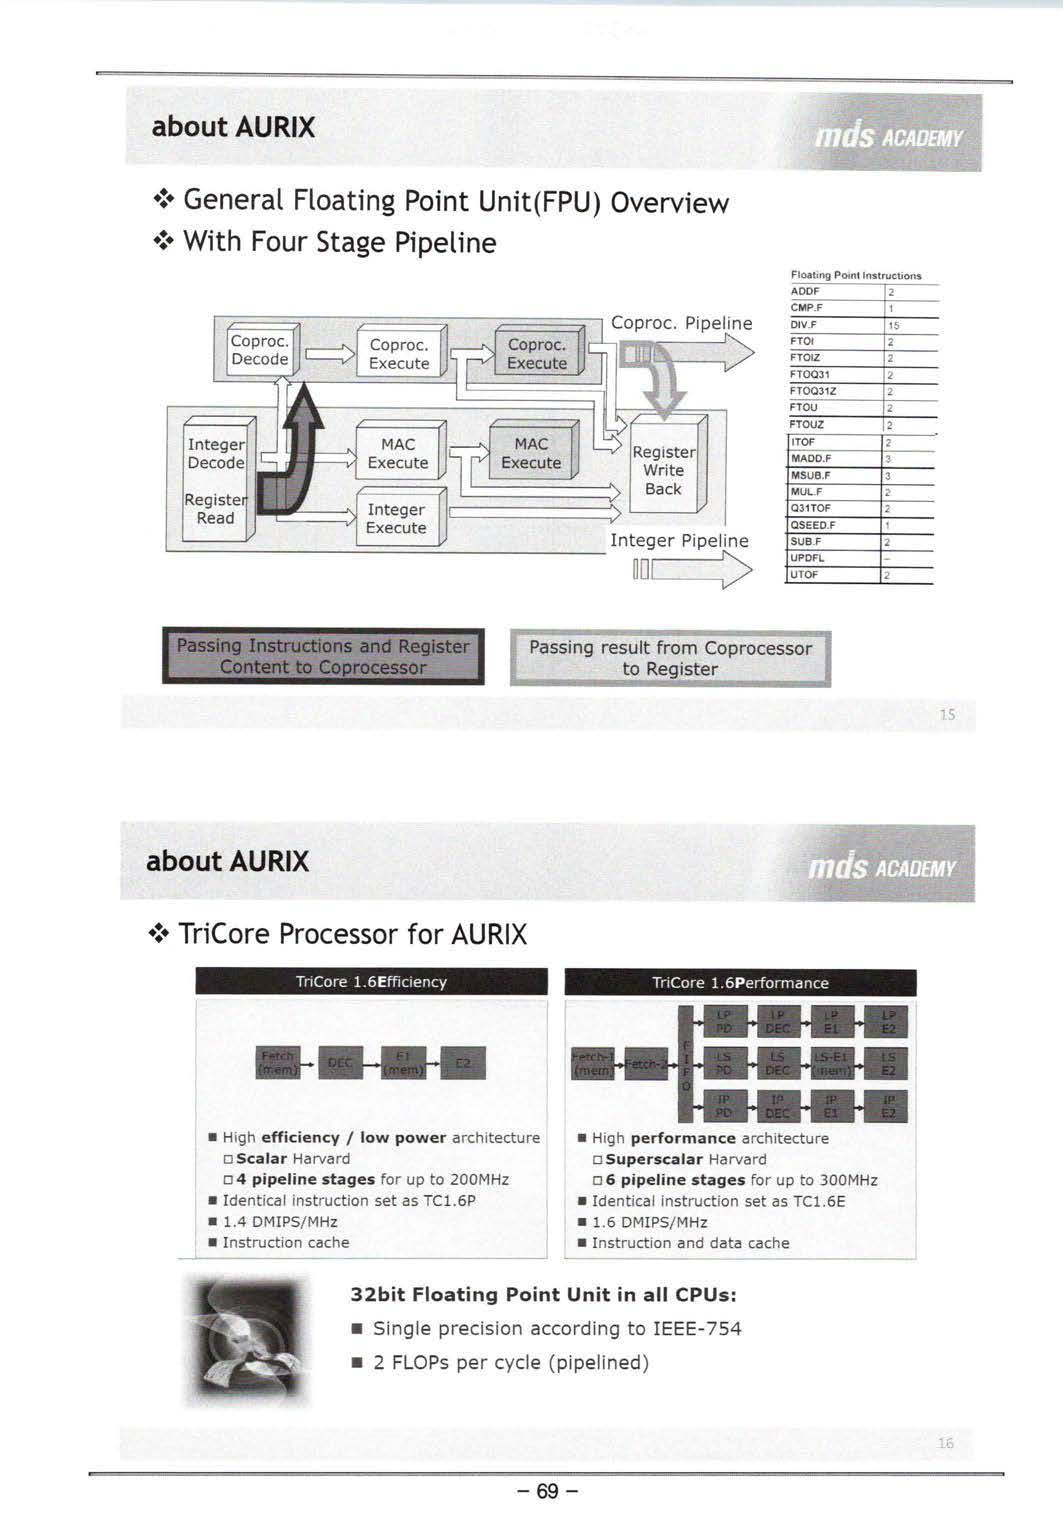 about AURIX
mds ACADEMY
General Floating Point Unit(FPU) Overview
With Four Stage Pipeline
Floating Point Instructions
ADDF 2
CMP.F 1
DIV.F 15
FTOI 2
FTOIZ 2
FTOQ31 2
FTOQ31Z 2
FTOU 2
FTOUZ 2
ITOF 2
MADD.F 3
MSUB.F 3
MUL.F 2
Q31TOF 2
QSEED.F 1
SUB.F 2
UPDFL –
UTOF 2
Coproc. Pipeline
Coproc.
Decode
Coproc.
Execute
Coproc.
Execute
Integer
Decode
Register
Read
MAC
Execute
MAC
Execute
Integer
Execute
Register
Write
Back
Integer Pipeline
Passing Instructions and Register
Content to Coprocessor
Passing result from Coprocessor
to Register
15
about AURIX
mds ACADEMY
TriCore Processor for AURIX
TriCore 1.6Efficiency
Fetch
(mem)
DEC
E1
(mem)
E2
High efficiency / low power architecture
Scalar Harvard
4 pipeline stages for up to 200MHz
Identical instruction set as TC1.6P
1.4 DMIPS/MHz
Instruction cache
TriCore 1.6Performance
Fetch-1
(mem)
Fetch-2
F
I
F
O
LP
PD
LP
DEC
LP
E1
LP
E2
LS
PD
LS
DEC
LS-E1
(mem)
LS
E2
IP
PD
IP
DEC
IP
E1
IP
E2
High performance architecture
Superscalar Harvard
6 pipeline stages for up to 300MHz
Identical instruction set as TC1.6E
1.6 DMIPS/MHz
Instruction and data cache
32bit Floating Point Unit in all CPUs:
Single precision according to IEEE-754
2 FLOPs per cycle (pipelined)
16
– 69 –